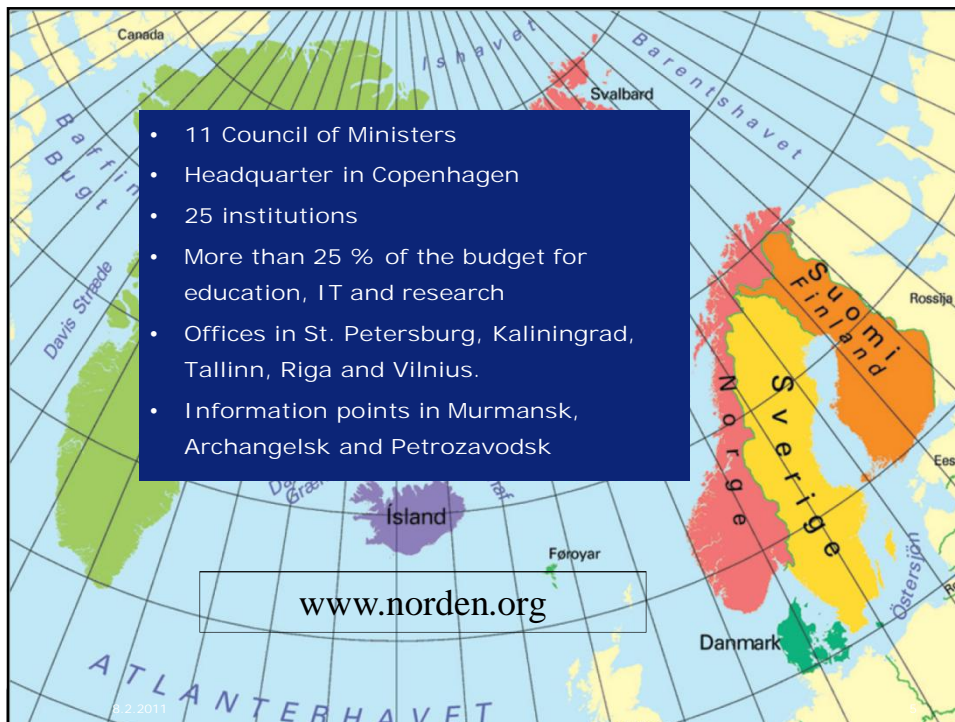 Canada
Ishavet
Barentshavet
Svalbard
Baffin
Bugt
• 11 Council of Ministers
• Headquarter in Copenhagen
• 25 institutions
• More than 25 % of the budget for
education, IT and research
• Offices in St. Petersburg, Kaliningrad,
Tallinn, Riga and Vilnius.
• Information points in Murmansk,
Archangelsk and Petrozavodsk
Davis Stræde
Suomi
Finland
Rossija
Norge
Sverige
Ísland
Føroyar
Østersjön
www.norden.org
Danmark
ATLANTERHAVET
8.2.2011